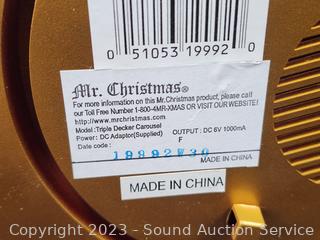 0 51053 19992 0
Mr. Christmas®
For more information on this Mr.Christmas product, please call
our Toll Free Number 1-800-4MR-XMAS OR VISIT OUR WEBSITE!
http://www.mrchristmas.com
Model :Triple Decker Carousel
Power : DC Adaptor(Supplied) OUTPUT : DC 6V 1000mA
Date code : F
19992W30
MADE IN CHINA
MADE IN CHINA
Copyright 2023 - Sound Auction Service